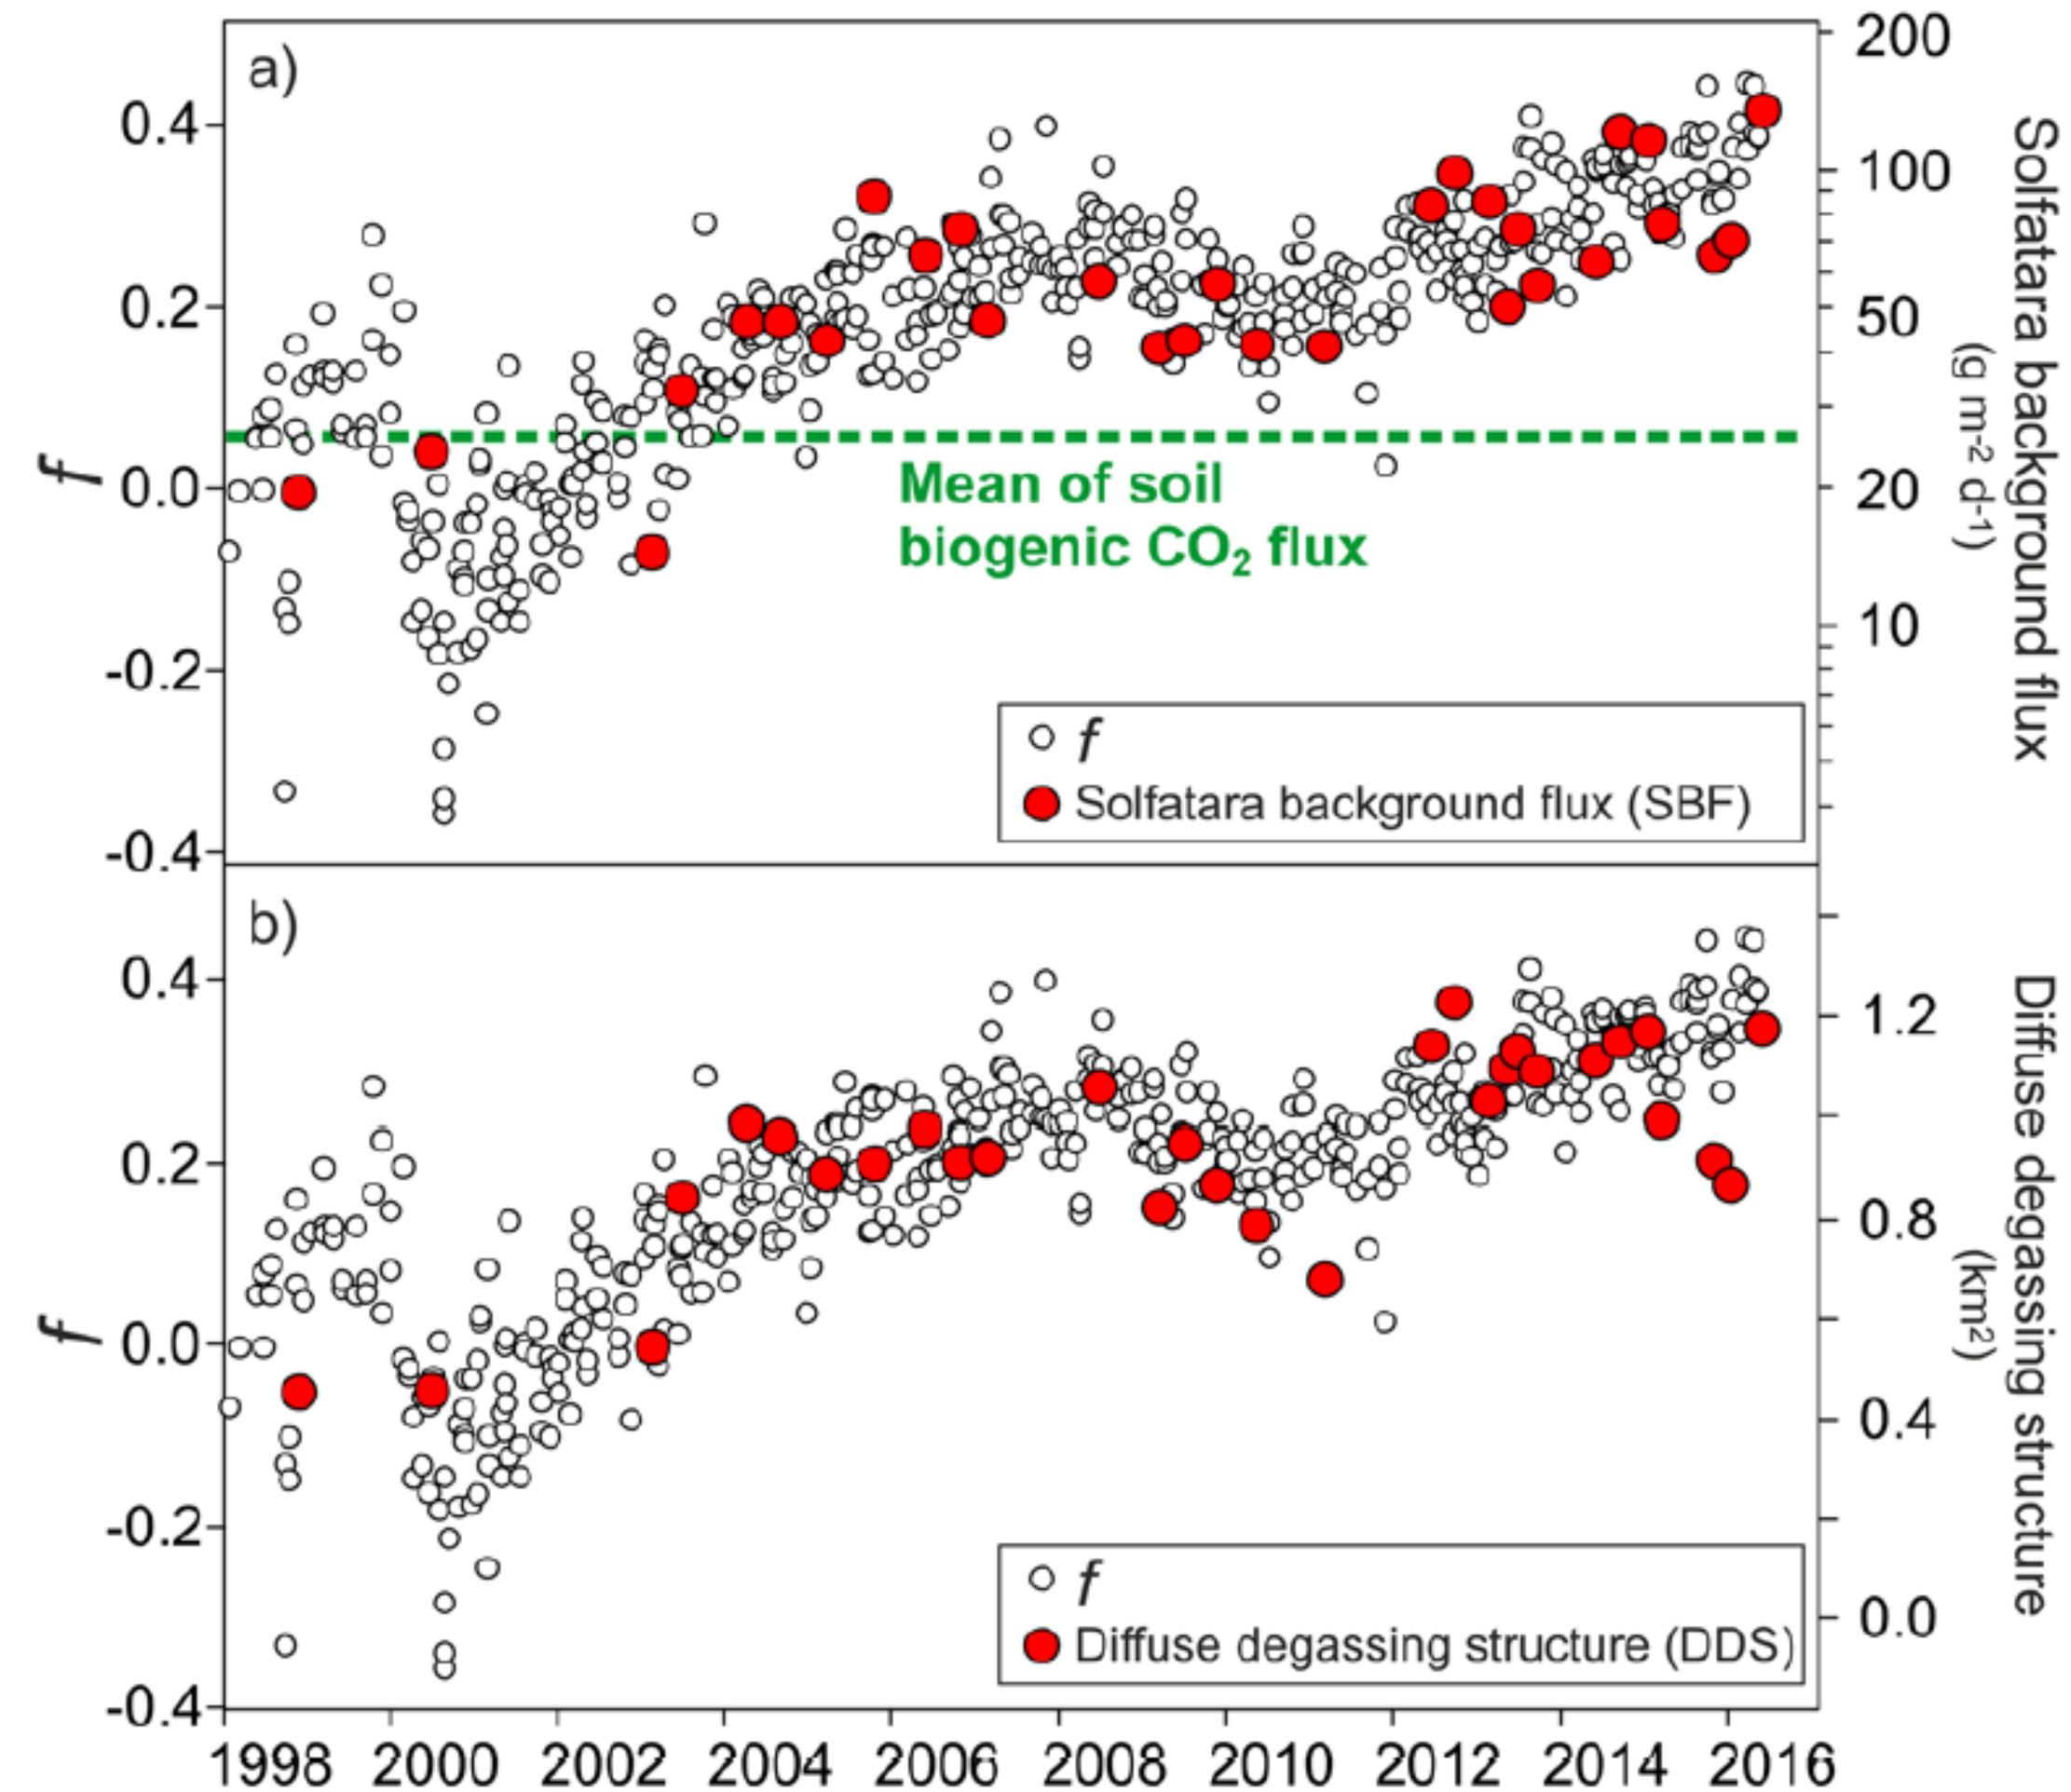 a)
0.4
0.2
0.0
-0.2
-0.4
f
200
100
50
20
10
Solfatara background flux
(g m-2 d-1)
Mean of soil
biogenic CO2 flux
f
Solfatara background flux (SBF)
b)
0.4
0.2
0.0
-0.2
-0.4
f
1.2
0.8
0.4
0.0
Diffuse degassing structure
(km2)
f
Diffuse degassing structure (DDS)
1998 2000 2002 2004 2006 2008 2010 2012 2014 2016